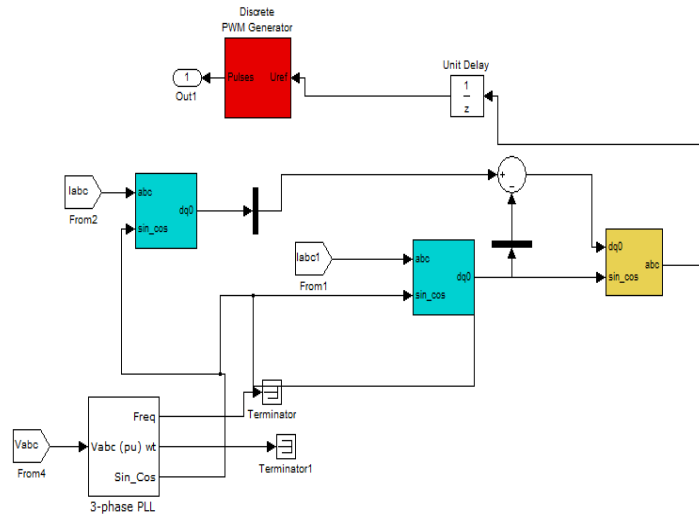 Discrete
PWM Generator
Pulses
Uref
1
Out1
Unit Delay
1
z
Iabc
From2
abc
sin_cos
dq0
+
−
Iabc1
From1
abc
sin_cos
dq0
dq0
sin_cos
abc
Vabc
From4
Freq
Vabc (pu) wt
Sin_Cos
3-phase PLL
Terminator
Terminator1